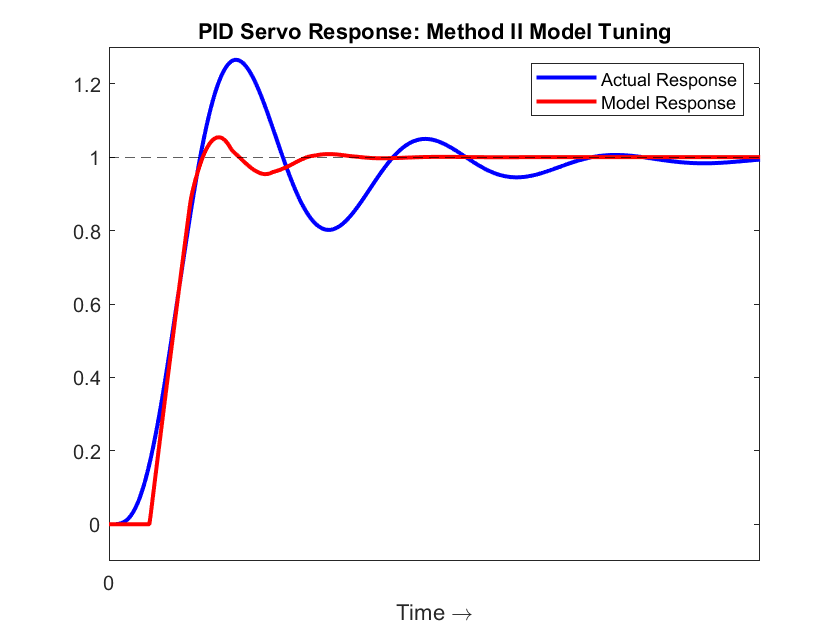 PID Servo Response: Method II Model Tuning
Actual Response
Model Response
1.2
1
0.8
0.6
0.4
0.2
0
0
Time →